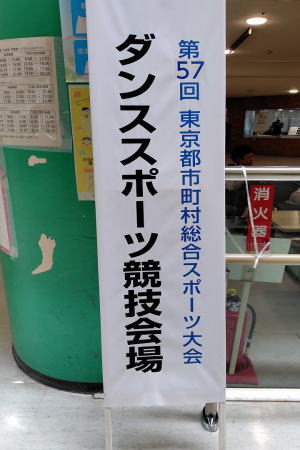 第57回 東京都市町村総合スポーツ大会
ダンススポーツ競技会場
消火器